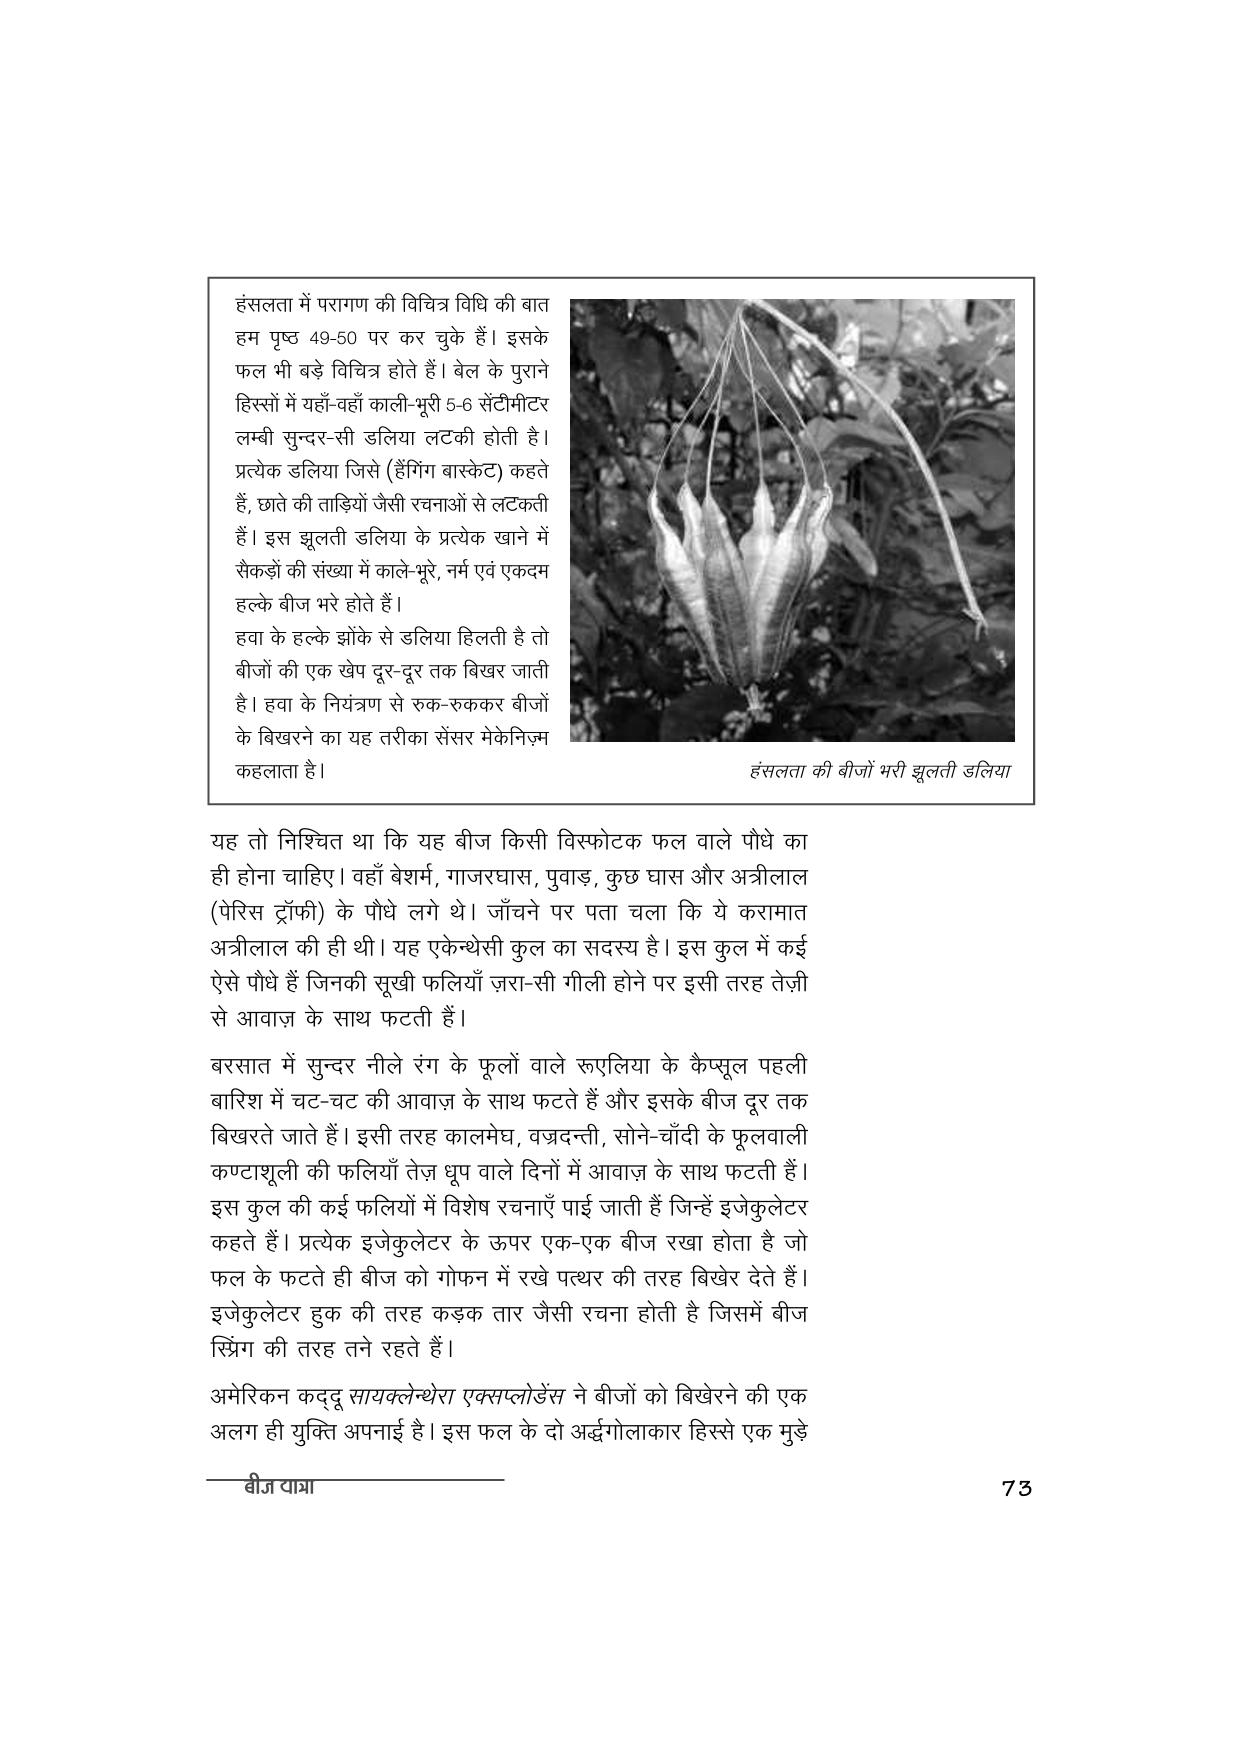 हंसलता में परागण की विचित्र विधि की बात
हम पृष्ठ 49-50 पर कर चुके हैं। इसके
फल भी बड़े विचित्र होते हैं। बेल के पुराने
हिस्सों में यहाँ-वहाँ काली-भूरी 5-6 सेंटीमीटर
लम्बी सुन्दर-सी डलिया लटकी होती है।
प्रत्येक डलिया जिसे (हैंगिंग बास्केट) कहते
हैं, छाते की ताड़ियों जैसी रचनाओं से लटकती
हैं। इस झूलती डलिया के प्रत्येक खाने में
सैकड़ों की संख्या में काले-भूरे, नर्म एवं एकदम
हल्के बीज भरे होते हैं।
हवा के हल्के झोंके से डलिया हिलती है तो
बीजों की एक खेप दूर-दूर तक बिखर जाती
है। हवा के नियंत्रण से रुक-रुककर बीजों
के बिखरने का यह तरीका सेंसर मेकेनिज़्म
कहलाता है।
हंसलता की बीजों भरी झूलती डलिया
यह तो निश्चित था कि यह बीज किसी विस्फोटक फल वाले पौधे का
ही होना चाहिए। वहाँ बेशर्म, गाजरघास, पुवाड़, कुछ घास और अत्रीलाल
(पेरिस ट्रॉफी) के पौधे लगे थे। जाँचने पर पता चला कि ये करामात
अत्रीलाल की ही थी। यह एकेन्थेसी कुल का सदस्य है। इस कुल में कई
ऐसे पौधे हैं जिनकी सूखी फलियाँ ज़रा-सी गीली होने पर इसी तरह तेज़ी
से आवाज़ के साथ फटती हैं।
बरसात में सुन्दर नीले रंग के फूलों वाले रूएलिया के कैप्सूल पहली
बारिश में चट-चट की आवाज़ के साथ फटते हैं और इसके बीज दूर तक
बिखरते जाते हैं। इसी तरह कालमेघ, वज्रदन्ती, सोने-चाँदी के फूलवाली
कण्टाशूली की फलियाँ तेज़ धूप वाले दिनों में आवाज़ के साथ फटती हैं।
इस कुल की कई फलियों में विशेष रचनाएँ पाई जाती हैं जिन्हें इजेकुलेटर
कहते हैं। प्रत्येक इजेकुलेटर के ऊपर एक-एक बीज रखा होता है जो
फल के फटते ही बीज को गोफन में रखे पत्थर की तरह बिखेर देते हैं।
इजेकुलेटर हुक की तरह कड़क तार जैसी रचना होती है जिसमें बीज
स्प्रिंग की तरह तने रहते हैं।
अमेरिकन कद्‌दू सायक्लेन्थेरा एक्सप्लोडेंस ने बीजों को बिखेरने की एक
अलग ही युक्ति अपनाई है। इस फल के दो अर्द्धगोलाकार हिस्से एक मुड़े
बीज यात्रा
73